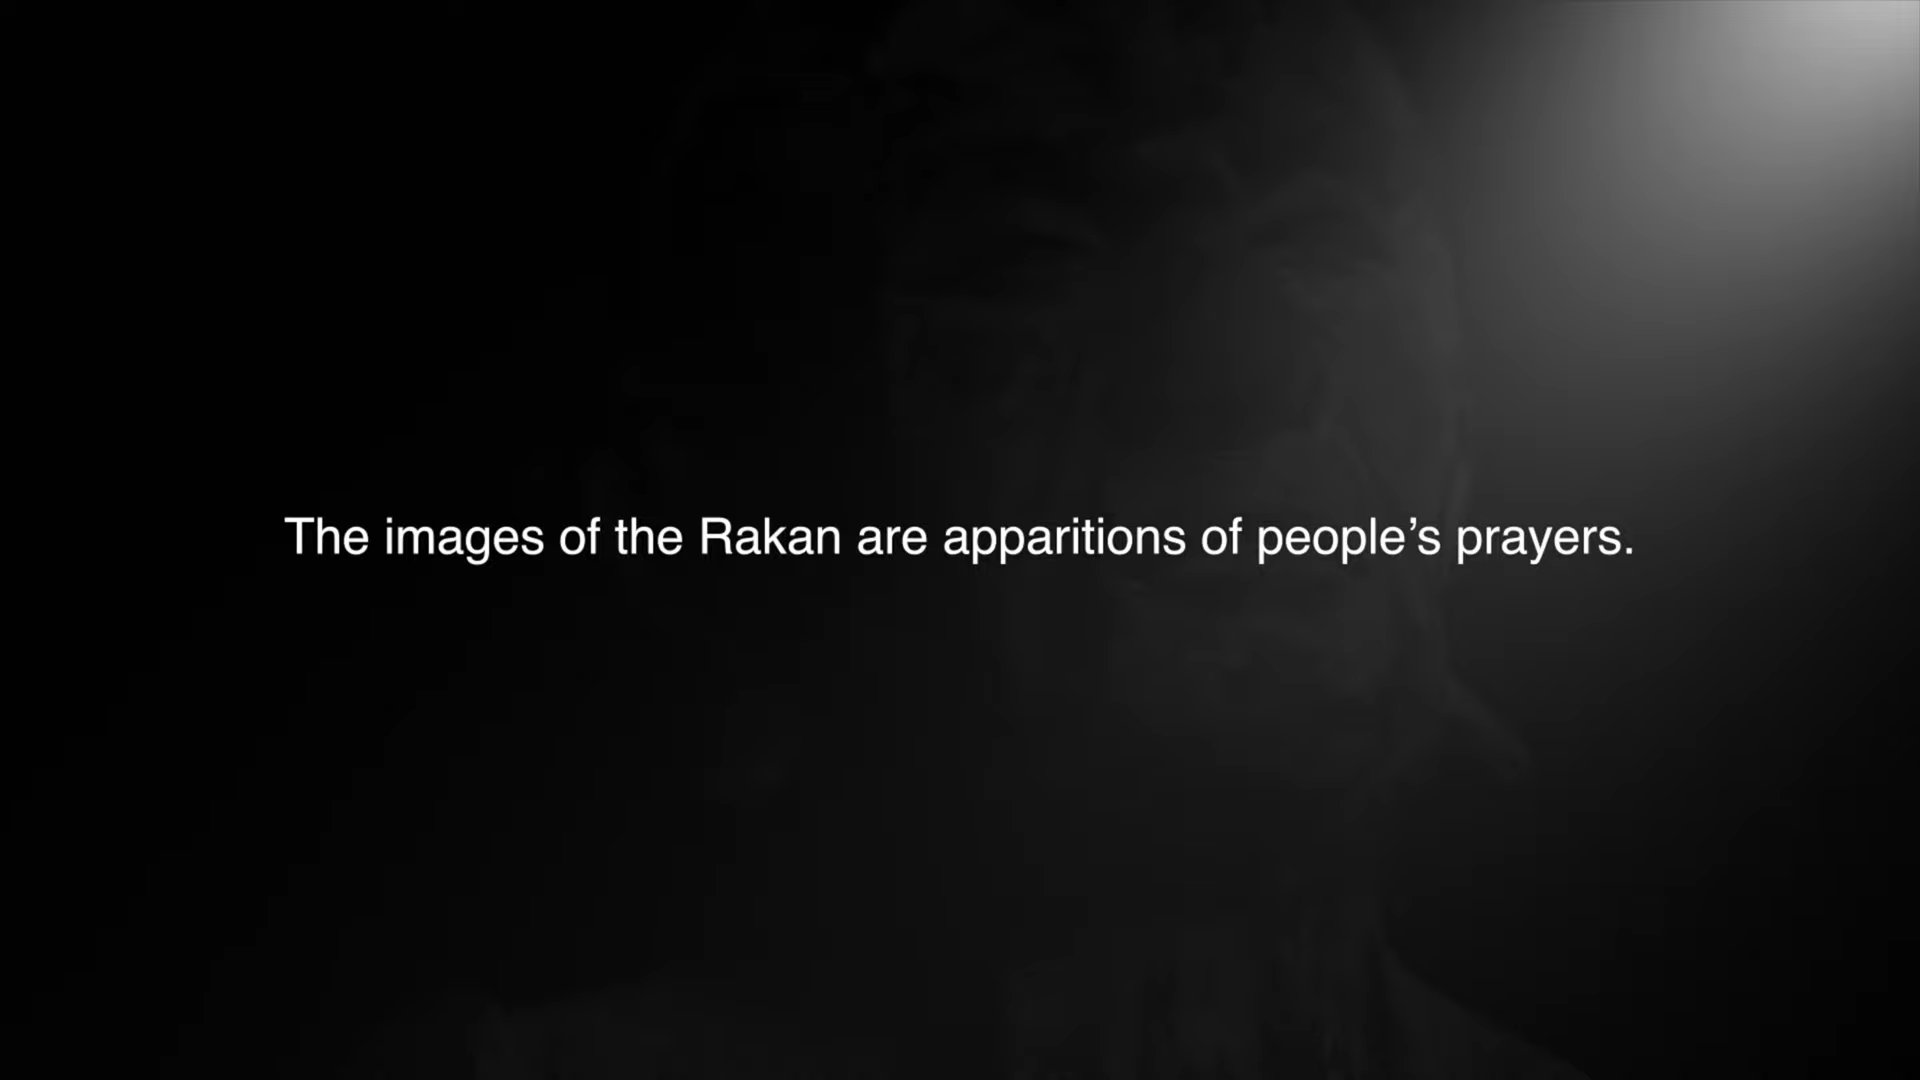 The images of the Rakan are apparitions of people’s prayers.